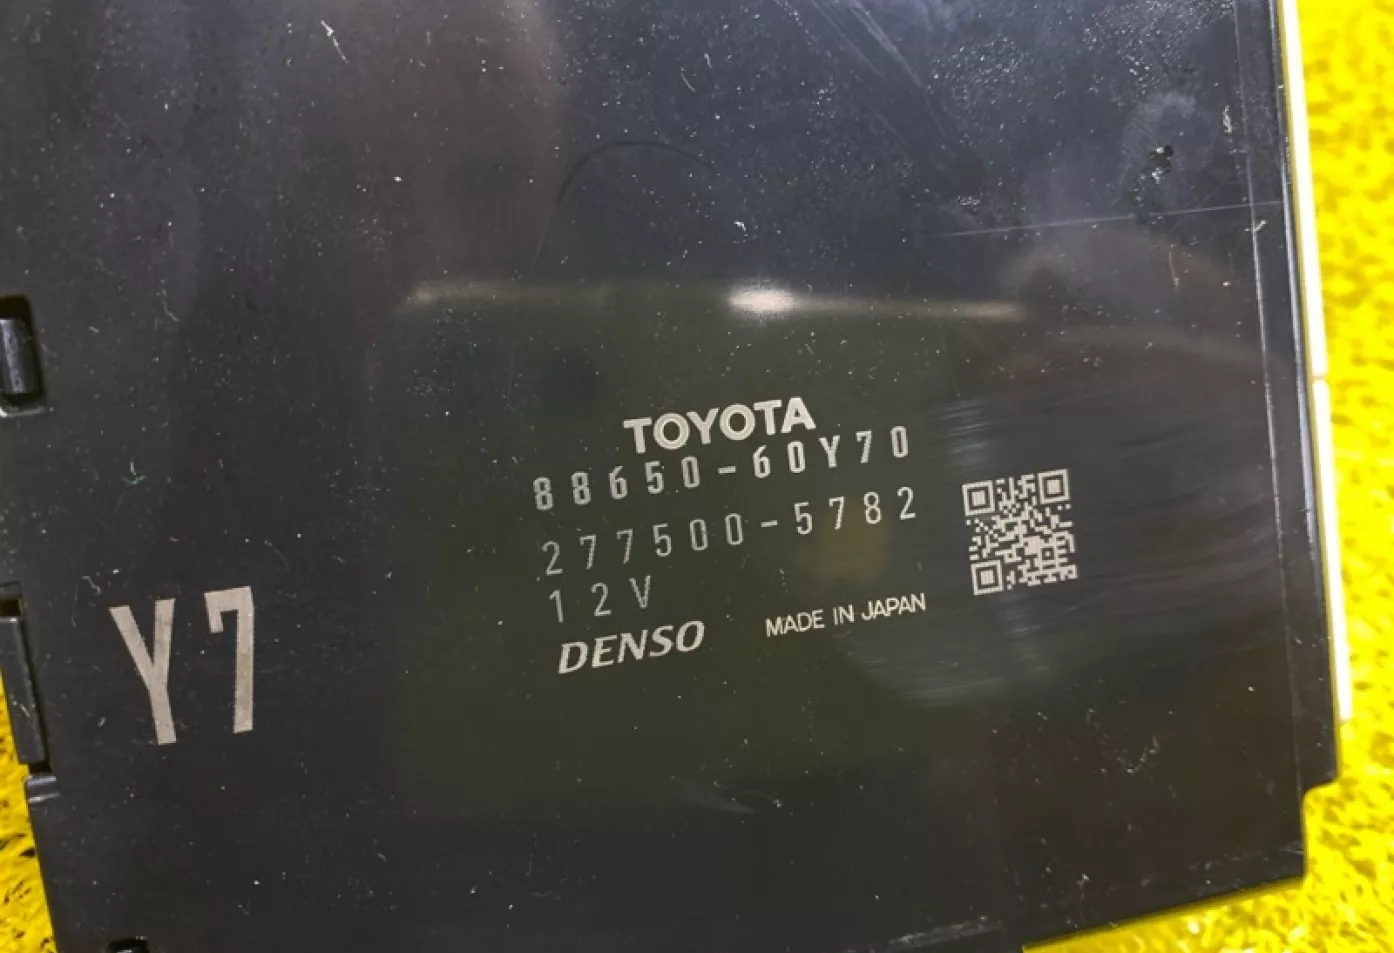 TOYOTA
88650-60Y70
277500-5782
12V
DENSO MADE IN JAPAN
Y7